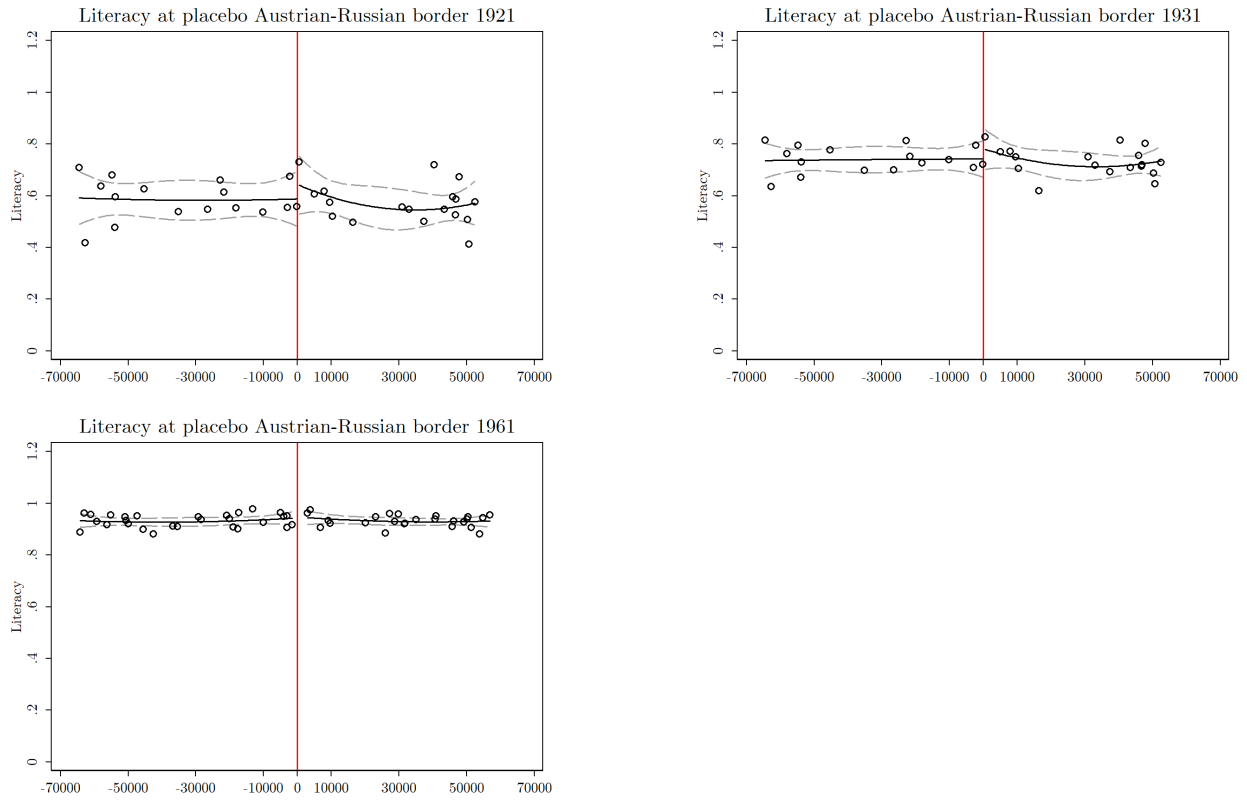 Literacy at placebo Austrian-Russian border 1921
Literacy
0 .2 .4 .6 .8 1 1.2
-70000 -50000 -30000 -10000 0 10000 30000 50000 70000
Literacy at placebo Austrian-Russian border 1931
Literacy
0 .2 .4 .6 .8 1 1.2
-70000 -50000 -30000 -10000 0 10000 30000 50000 70000
Literacy at placebo Austrian-Russian border 1961
Literacy
0 .2 .4 .6 .8 1 1.2
-70000 -50000 -30000 -10000 0 10000 30000 50000 70000